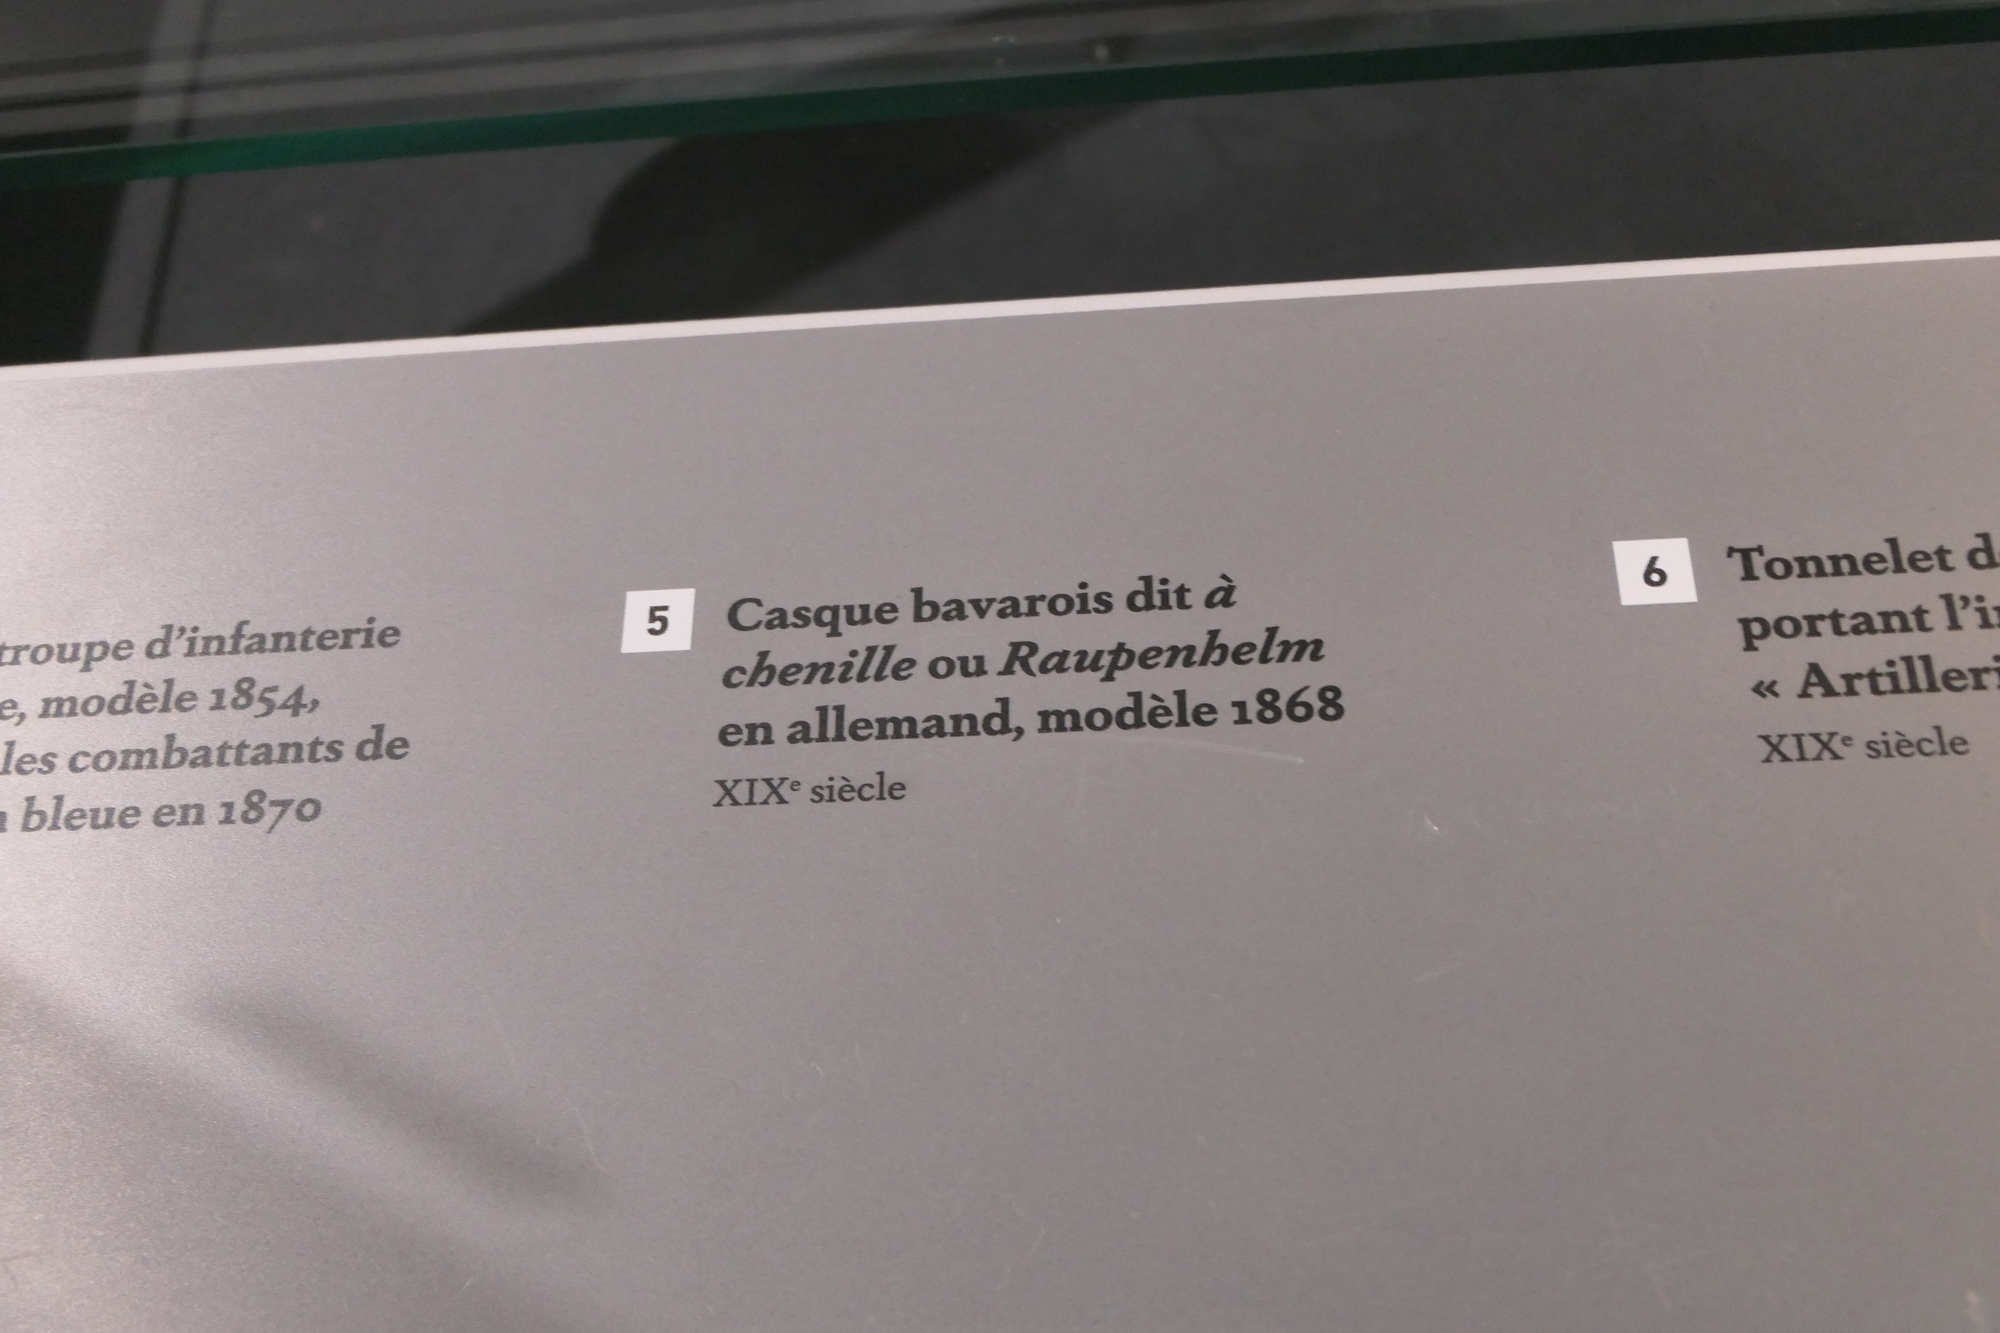 troupe d'infanterie
e, modèle 1854,
les combattants de
bleue en 1870
5 Casque bavarois dit à
chenille ou Raupenhelm
en allemand, modèle 1868
XIXe siècle
6 Tonnelet d
portant l'i
« Artilleri
XIXe siècle